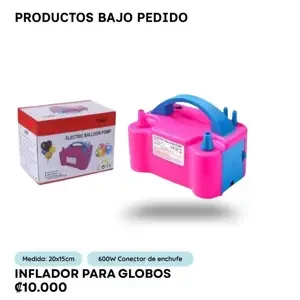 PRODUCTOS BAJO PEDIDO
ELECTRIC BALLOON PUMP
Medida: 20x15cm
600W Conector de enchufe
INFLADOR PARA GLOBOS
₡10.000